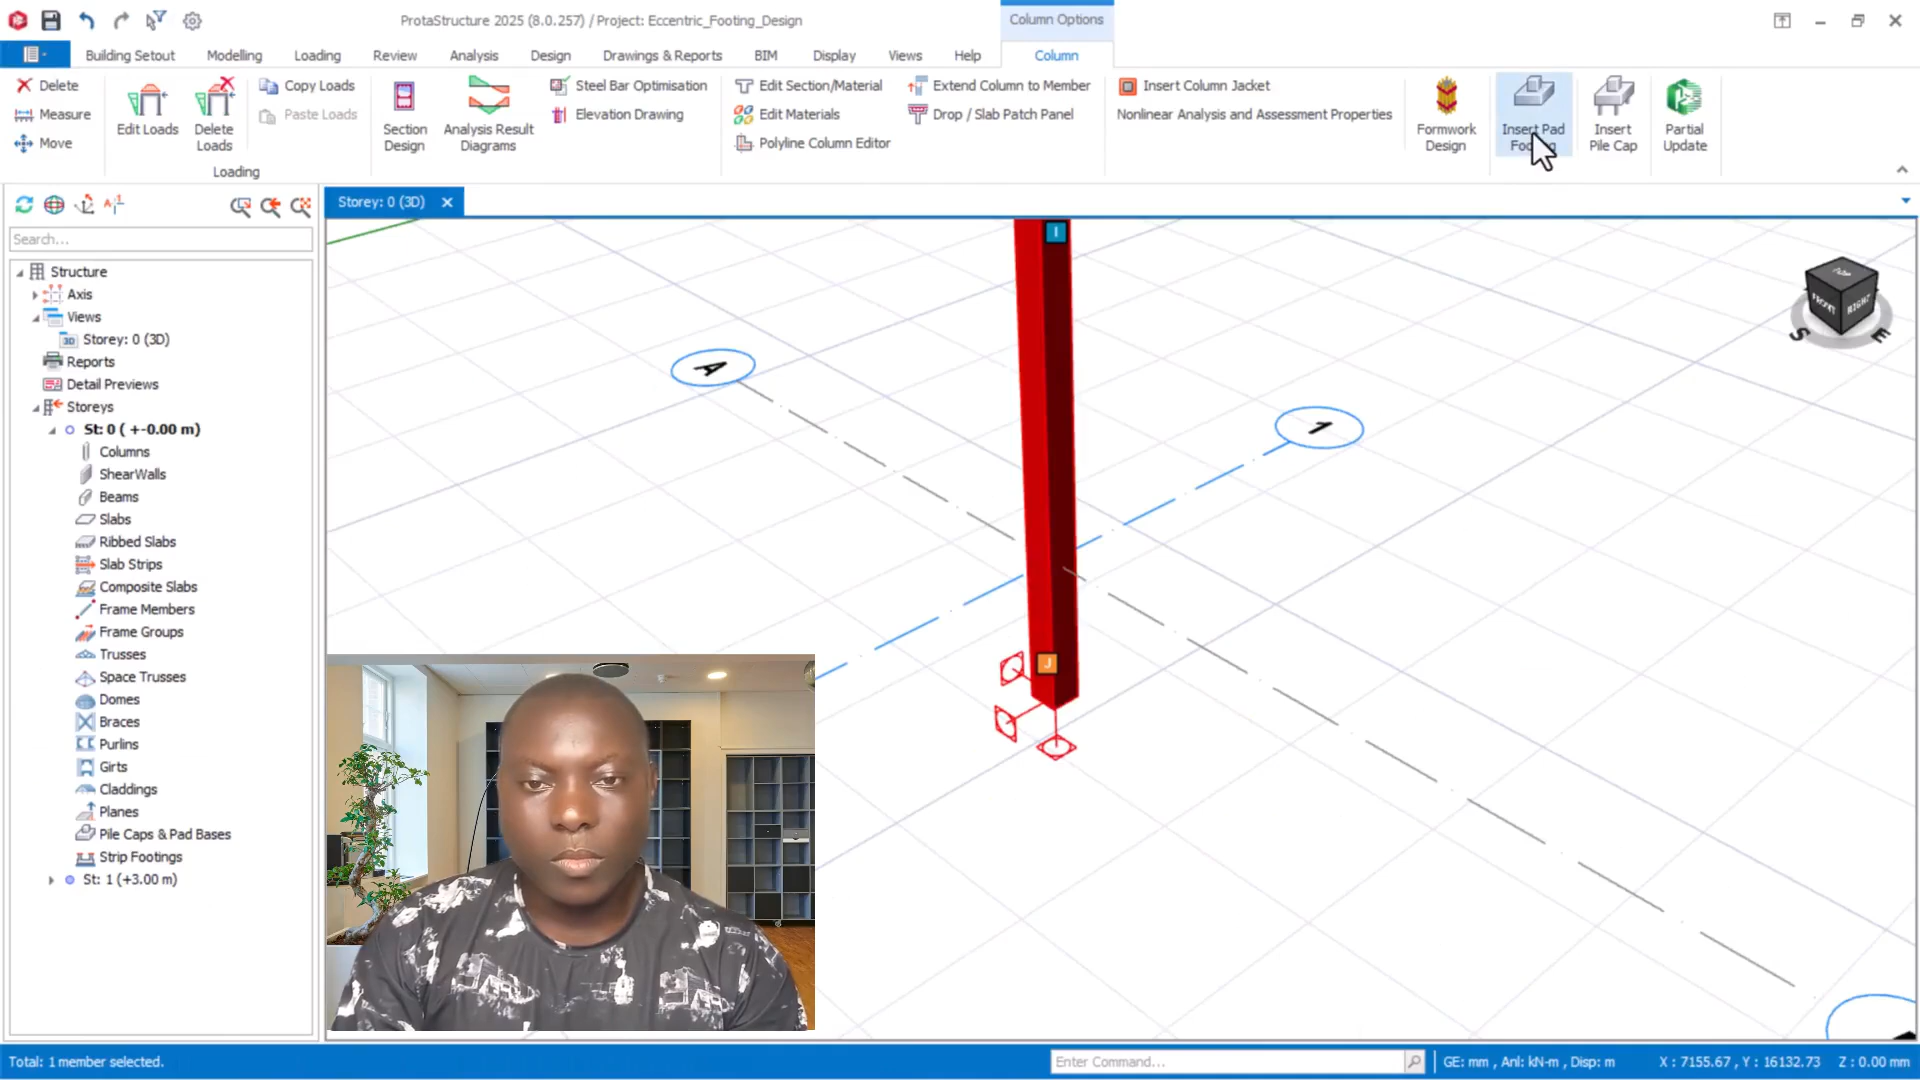 ProtaStructure 2025 (8.0.257) / Project: Eccentric_Footing_Design
Column Options
Building Setout
Modelling
Loading
Review
Analysis
Design
Drawings & Reports
BIM
Display
Views
Help
Column
Delete
Measure
Move
Edit Loads
Delete
Loads
Copy Loads
Paste Loads
Loading
Section
Design
Analysis Result
Diagrams
Steel Bar Optimisation
Elevation Drawing
Edit Section/Material
Edit Materials
Polyline Column Editor
Extend Column to Member
Drop / Slab Patch Panel
Insert Column Jacket
Nonlinear Analysis and Assessment Properties
Formwork
Design
Insert Pad
Footing
Insert
Pile Cap
Partial
Update
Storey: 0 (3D)
Search...
Structure
Axis
Views
3D Storey: 0 (3D)
Reports
Detail Previews
Storeys
St: 0 ( +-0.00 m)
Columns
ShearWalls
Beams
Slabs
Ribbed Slabs
Slab Strips
Composite Slabs
Frame Members
Frame Groups
Trusses
Space Trusses
Domes
Braces
Purlins
Girts
Claddings
Planes
Pile Caps & Pad Bases
Strip Footings
St: 1 (+3.00 m)
I
A
1
J
TOP
FRONT
RIGHT
S
E
Total: 1 member selected.
Enter Command...
GE: mm , Anl: kN-m , Disp: m
X : 7155.67 , Y : 16132.73
Z : 0.00 mm